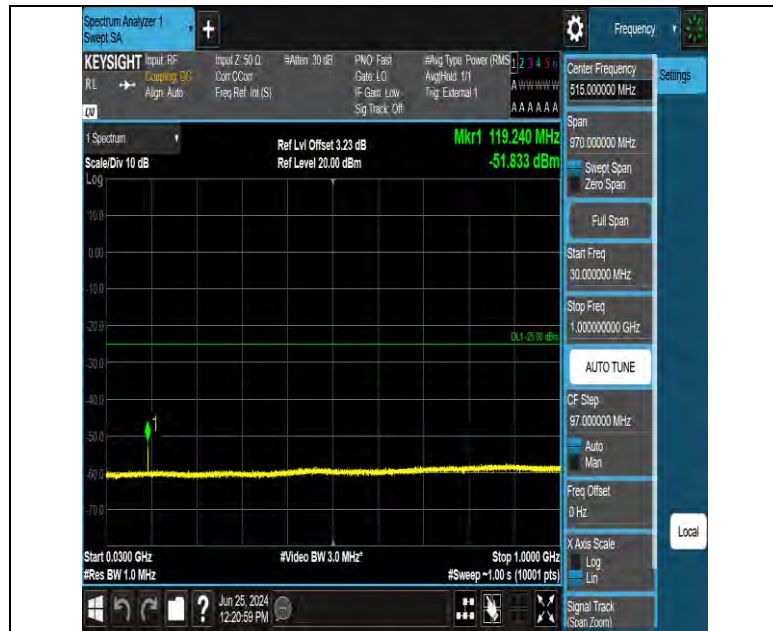 Spectrum Analyzer 1
Swept SA
+
Frequency
KEYSIGHT
RL
LXI
Input: RF
Coupling: DC
Align: Auto
Input Z: 50 Ω
Corr CCorr
Freq Ref: Int (S)
#Atten: 30 dB
PNO: Fast
Gate: LO
IF Gain: Low
Sig Track: Off
#Avg Type: Power (RMS
Avg|Hold: 1/1
Trig: External 1
1 2 3 4 5 6
A W W W W W
A A A A A A
Settings
Center Frequency
515.000000 MHz
Span
970.000000 MHz
Swept Span
Zero Span
Full Span
Start Freq
30.000000 MHz
Stop Freq
1.000000000 GHz
AUTO TUNE
CF Step
97.000000 MHz
Auto
Man
Freq Offset
0 Hz
X Axis Scale
Log
Lin
Signal Track
(Span Zoom)
Local
1 Spectrum
Scale/Div 10 dB
Ref Lvl Offset 3.23 dB
Ref Level 20.00 dBm
Mkr1 119.240 MHz
-51.833 dBm
Log
10.0
0.00
-10.0
-20.0
-30.0
-40.0
-50.0
-60.0
-70.0
DL1 -25.00 dBm
1
Start 0.0300 GHz
#Res BW 1.0 MHz
#Video BW 3.0 MHz*
Stop 1.0000 GHz
#Sweep ~1.00 s (10001 pts)
?
Jun 25, 2024
12:20:59 PM